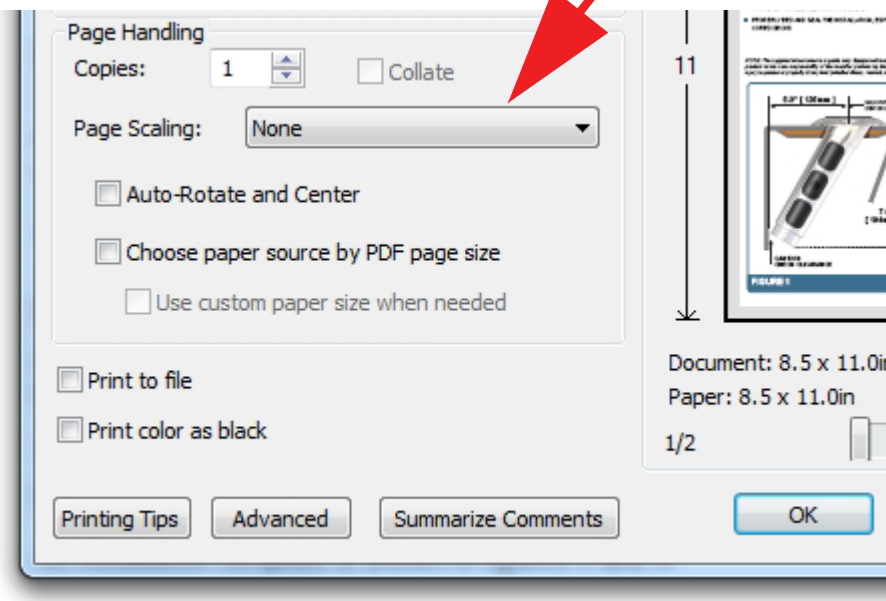 Page Handling
Copies: 1 Collate
Page Scaling: None
Auto-Rotate and Center
Choose paper source by PDF page size
Use custom paper size when needed
Print to file
Print color as black
Printing Tips Advanced Summarize Comments
11
FIGURE 1
Document: 8.5 x 11.0in
Paper: 8.5 x 11.0in
1/2
OK